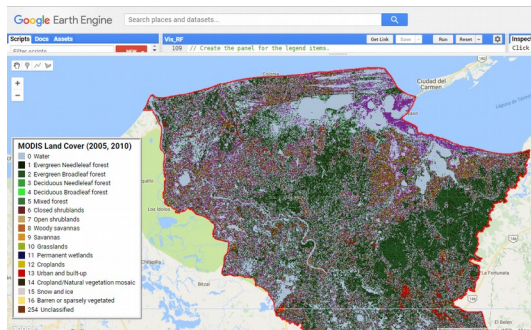 Google Earth Engine
Search places and datasets...
Scripts Docs Assets
Filter scripts...
NEW
Vis_RF
Get Link
Save
Run
Reset
Inspect
109 // Create the panel for the legend items.
Click
Ciudad del
Carmen
MODIS Land Cover (2005, 2010)
0 Water
1 Evergreen Needleleaf forest
2 Evergreen Broadleaf forest
3 Deciduous Needleleaf forest
4 Deciduous Broadleaf forest
5 Mixed forest
6 Closed shrublands
7 Open shrublands
8 Woody savannas
9 Savannas
10 Grasslands
11 Permanent wetlands
12 Croplands
13 Urban and built-up
14 Cropland/Natural vegetation mosaic
15 Snow and ice
16 Barren or sparsely vegetated
254 Unclassified